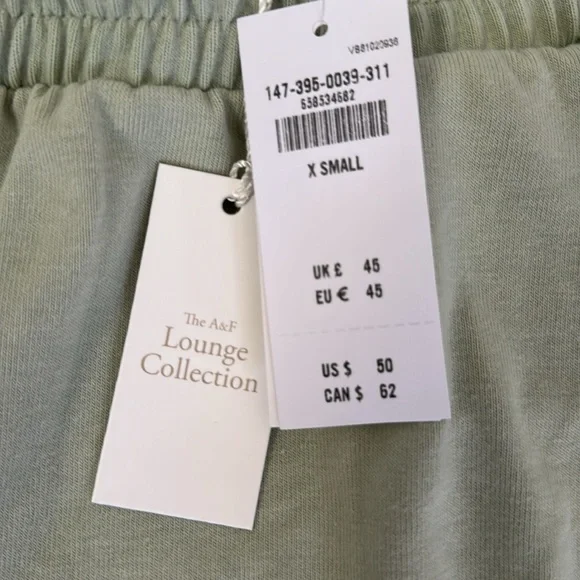 VB81020936
147-395-0039-311
658534682
X SMALL
UK £ 45
EU € 45
US $ 50
CAN $ 62
The A&F
Lounge
Collection